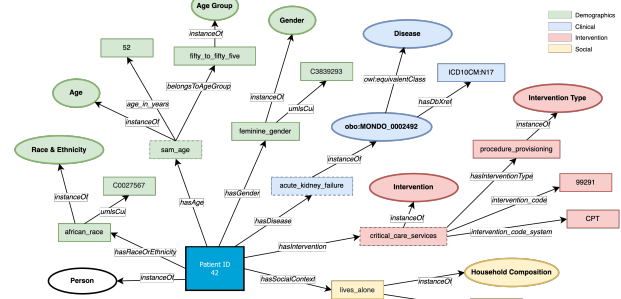 Age Group
Gender
Demographics
Clinical
Intervention
Social
instanceOf
Disease
52
fifty_to_fifty_five
C3839293
ICD10CM:N17
owl:equivalentClass
belongsToAgeGroup
Age
hasDbXref
instanceOf
Intervention Type
age_in_years
umlsCui
instanceOf
instanceOf
feminine_gender
obo:MONDO_0002492
Race & Ethnicity
sam_age
procedure_provisioning
instanceOf
hasInterventionType
C0027567
acute_kidney_failure
Intervention
99291
instanceOf
hasGender
intervention_code
umlsCui
hasAge
CPT
hasDisease
instanceOf
african_race
critical_care_services
intervention_code_system
hasIntervention
hasRaceOrEthnicity
Patient ID
42
Household Composition
Person
instanceOf
hasSocialContext
instanceOf
lives_alone